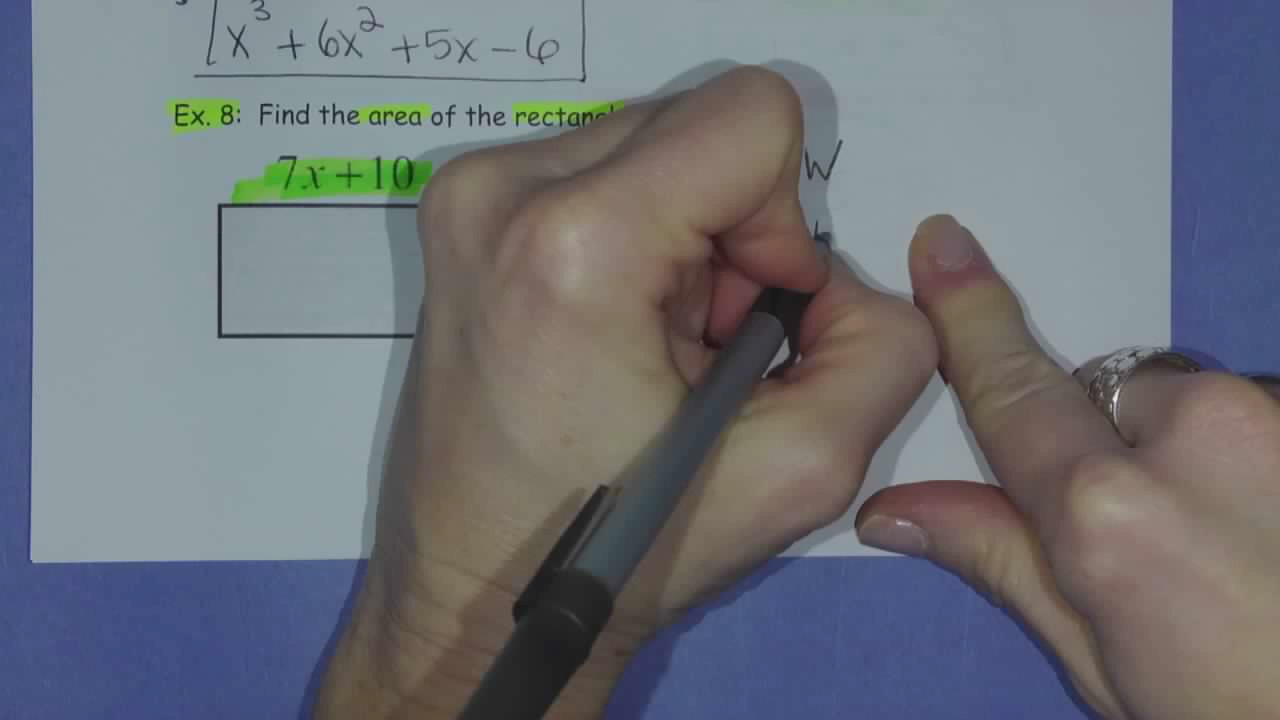 x³ + 6x² + 5x - 6
Ex. 8: Find the area of the
7x+10
W